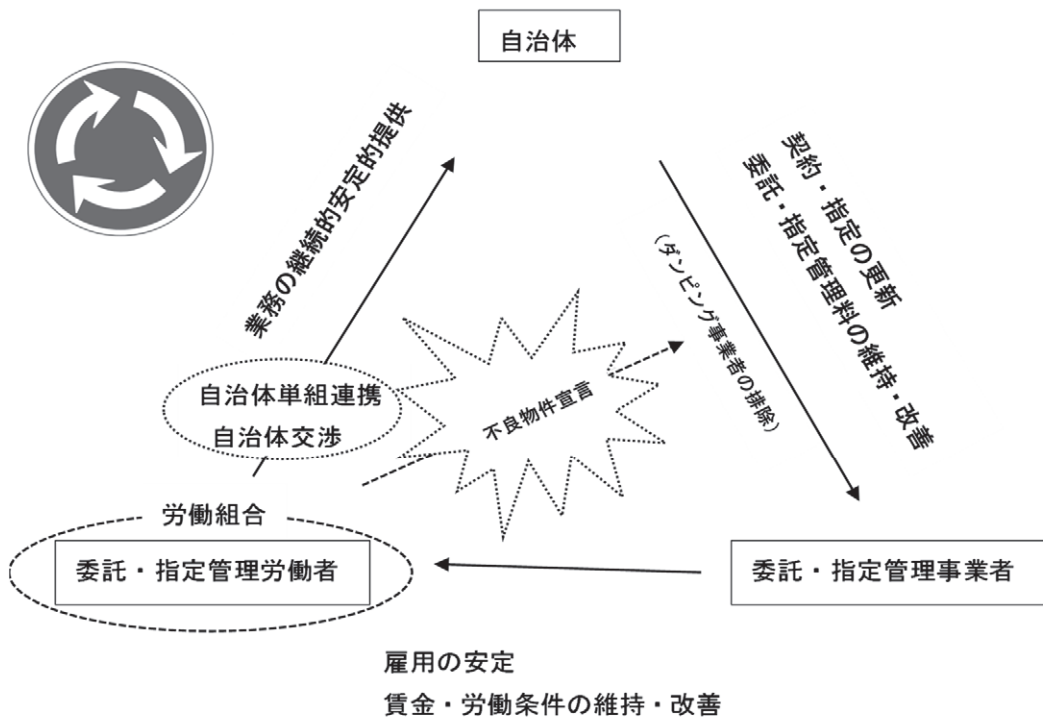 自治体
業務の継続的安定的提供
契約・指定の更新
委託・指定管理料の維持・改善
（ダンピング事業者の排除）
不良物件宣言
自治体単組連携
自治体交渉
労働組合
委託・指定管理労働者
委託・指定管理事業者
雇用の安定
賃金・労働条件の維持・改善